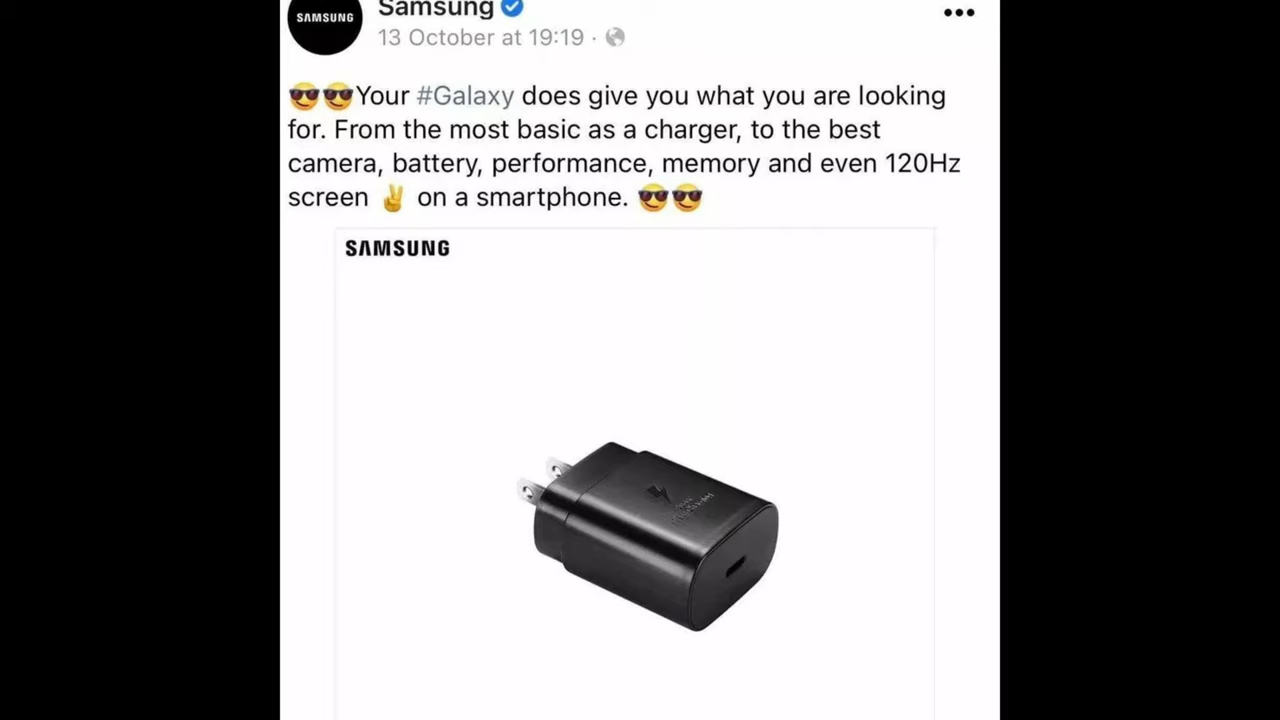 SAMSUNG
Samsung
13 October at 19:19 ·
😎😎Your #Galaxy does give you what you are looking
for. From the most basic as a charger, to the best
camera, battery, performance, memory and even 120Hz
screen ✌️ on a smartphone. 😎😎
SAMSUNG